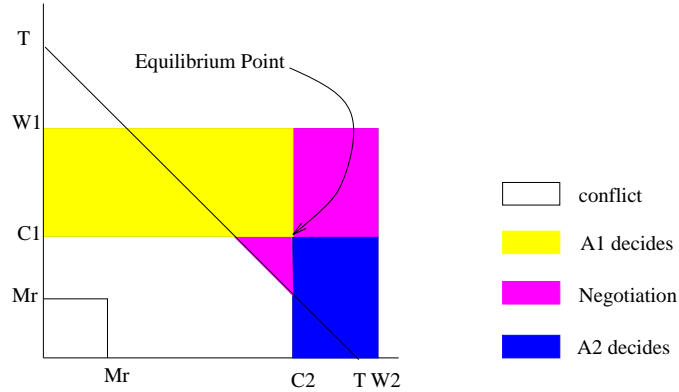 T
Equilibrium Point
W1
C1
Mr
Mr
C2
T W2
conflict
A1 decides
Negotiation
A2 decides